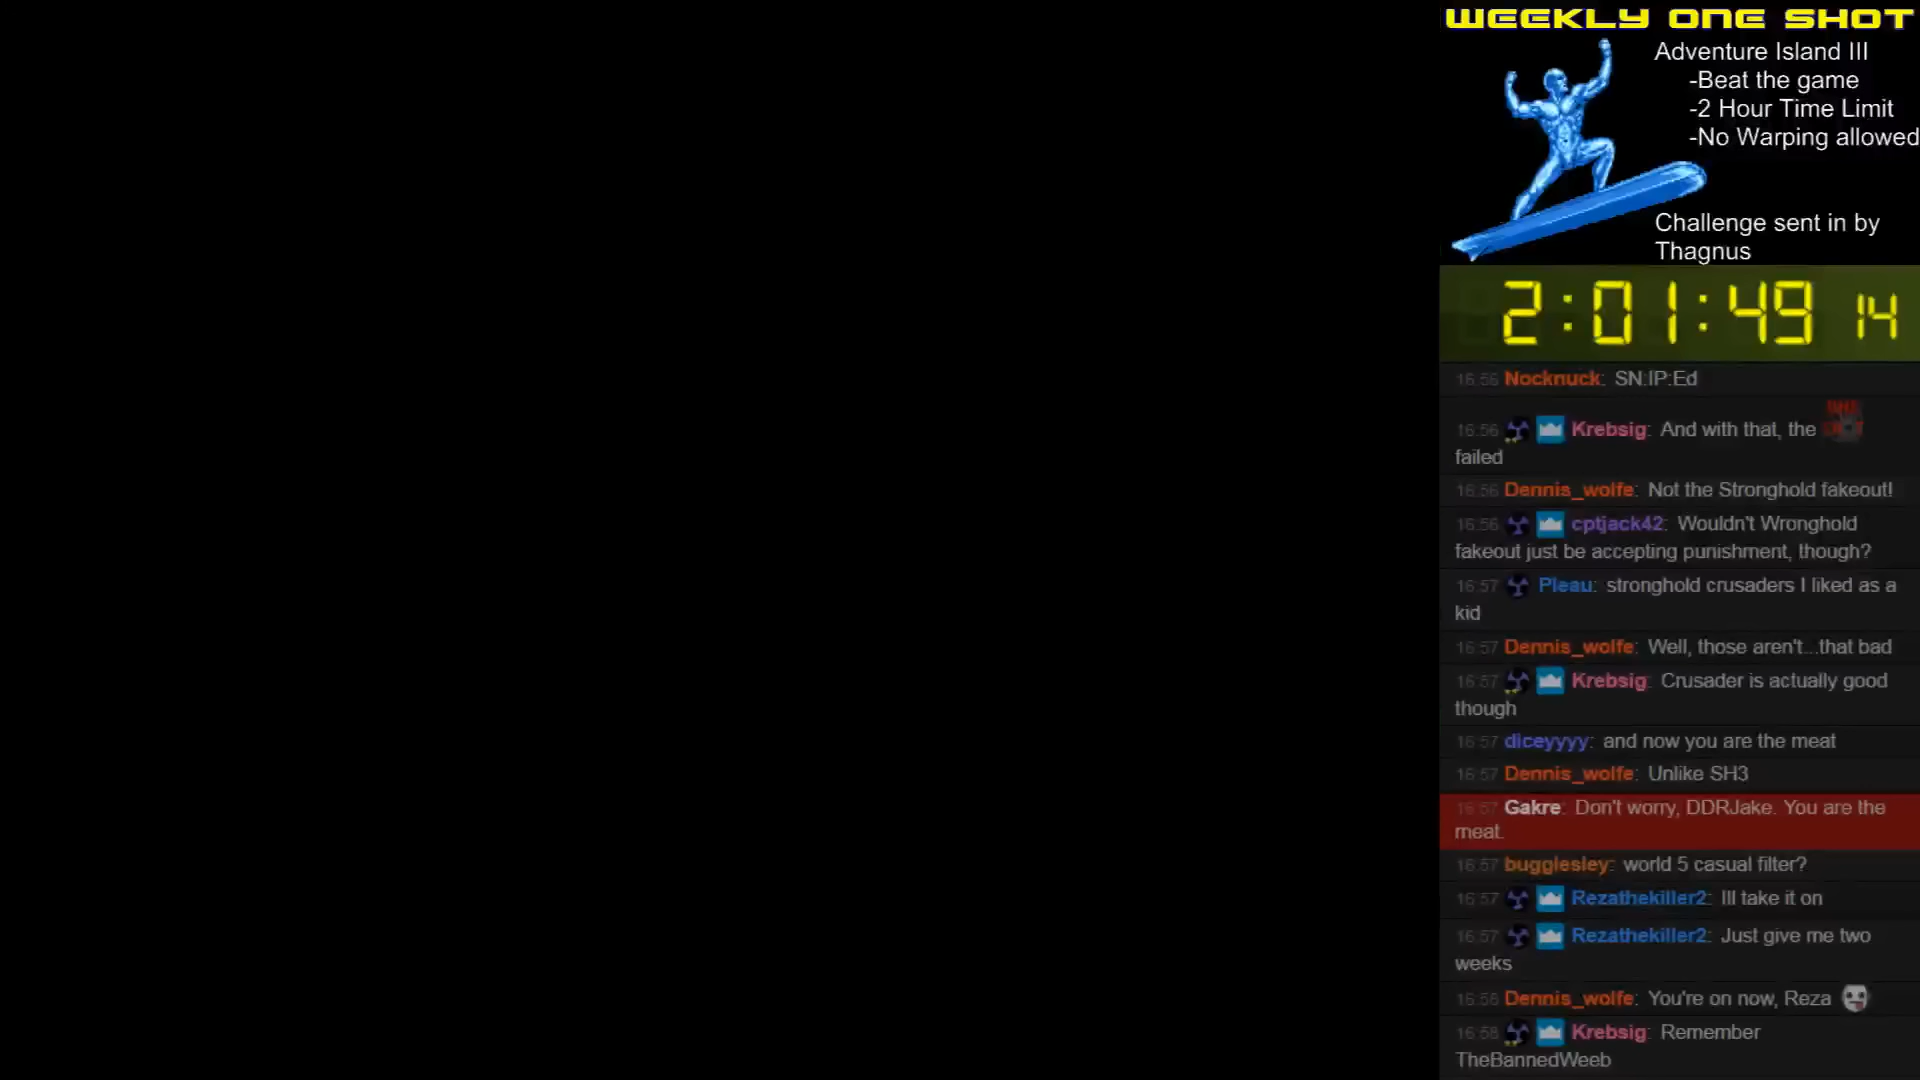 WEEKLY ONE SHOT
Adventure Island III
-Beat the game
-2 Hour Time Limit
-No Warping allowed
Challenge sent in by
Thagnus
2:01:49 14
16:56 Nocknuck: SN:IP:Ed
16:56 Krebsig: And with that, the
failed
16:56 Dennis_wolfe: Not the Stronghold fakeout!
16:56 cptjack42: Wouldn't Wronghold
fakeout just be accepting punishment, though?
16:57 Pleau: stronghold crusaders I liked as a
kid
16:57 Dennis_wolfe: Well, those aren't...that bad
16:57 Krebsig: Crusader is actually good
though
16:57 diceyyyy: and now you are the meat
16:57 Dennis_wolfe: Unlike SH3
16:57 Gakre: Don't worry, DDRJake. You are the
meat.
16:57 bugglesley: world 5 casual filter?
16:57 Rezathekiller2: Ill take it on
16:57 Rezathekiller2: Just give me two
weeks
16:58 Dennis_wolfe: You're on now, Reza
16:58 Krebsig: Remember
TheBannedWeeb